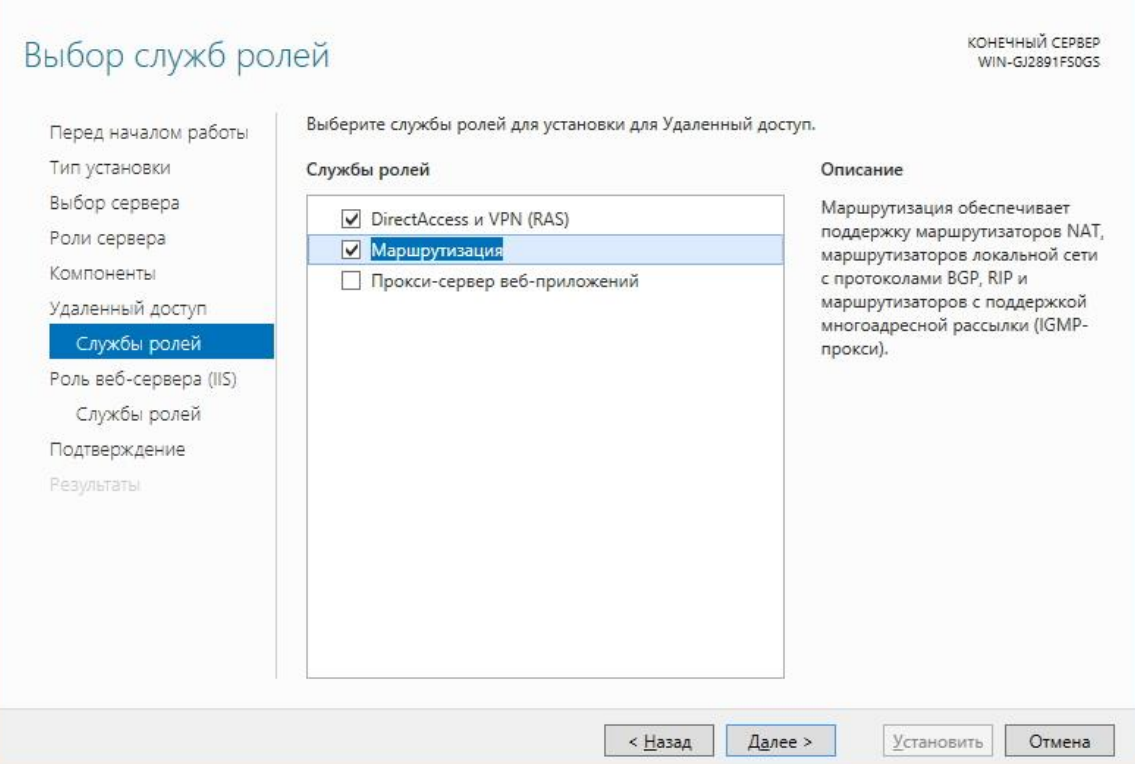 Выбор служб ролей
КОНЕЧНЫЙ СЕРВЕР
WIN-GJ2891FS0GS
Перед началом работы
Тип установки
Выбор сервера
Роли сервера
Компоненты
Удаленный доступ
Службы ролей
Роль веб-сервера (IIS)
Службы ролей
Подтверждение
Результаты
Выберите службы ролей для установки для Удаленный доступ.
Службы ролей
DirectAccess и VPN (RAS)
Маршрутизация
Прокси-сервер веб-приложений
Описание
Маршрутизация обеспечивает
поддержку маршрутизаторов NAT,
маршрутизаторов локальной сети
с протоколами BGP, RIP и
маршрутизаторов с поддержкой
многоадресной рассылки (IGMP-
прокси).
< Назад
Далее >
Установить
Отмена